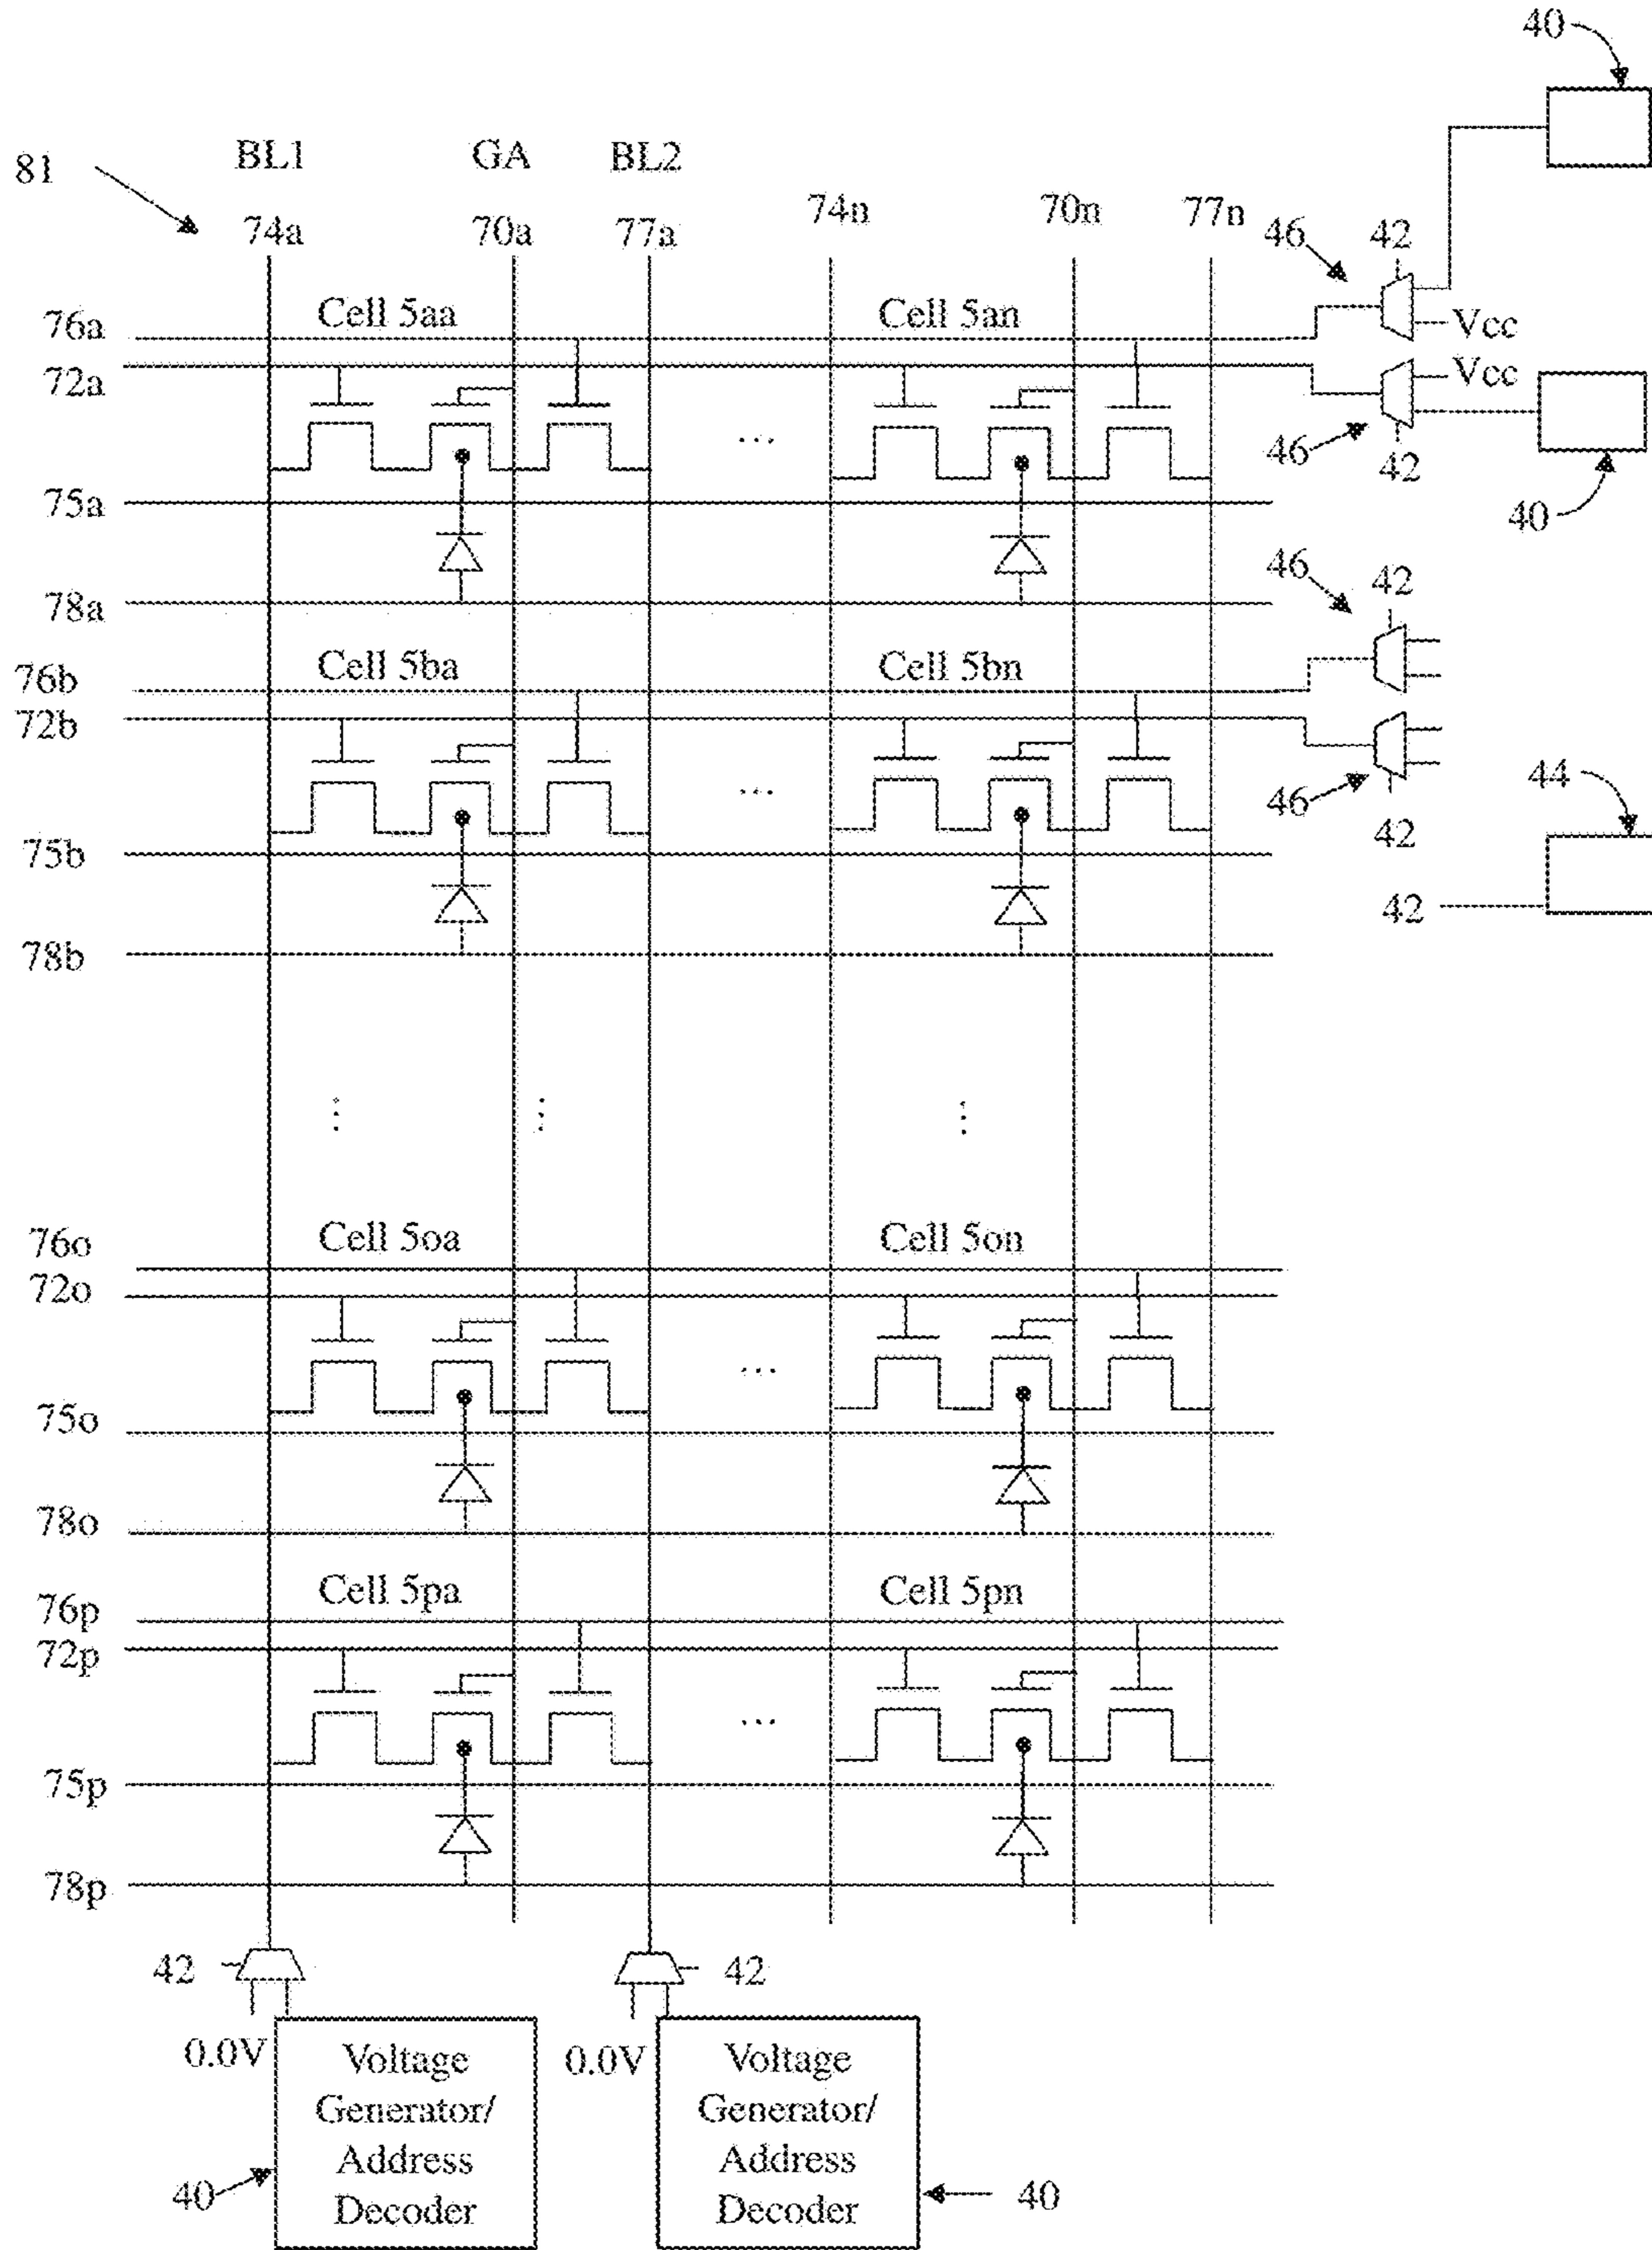 40
81
BL1 GA BL2
74a 70a 77a 74n 70n 77n
46 42
76a Cell 5aa Cell 5an
Vcc
72a Vcc
46 42
75a
40
46 42
78a
76b Cell 5ba Cell 5bn
72b
46 42
44
75b
42
78b
... ...
⋮ ⋮ ⋮
76o Cell 5oa Cell 5on
72o
...
75o
78o
76p Cell 5pa Cell 5pn
72p
...
75p
78p
42 42
0.0V 0.0V
Voltage
Generator/
Address
Decoder
Voltage
Generator/
Address
Decoder
40 40